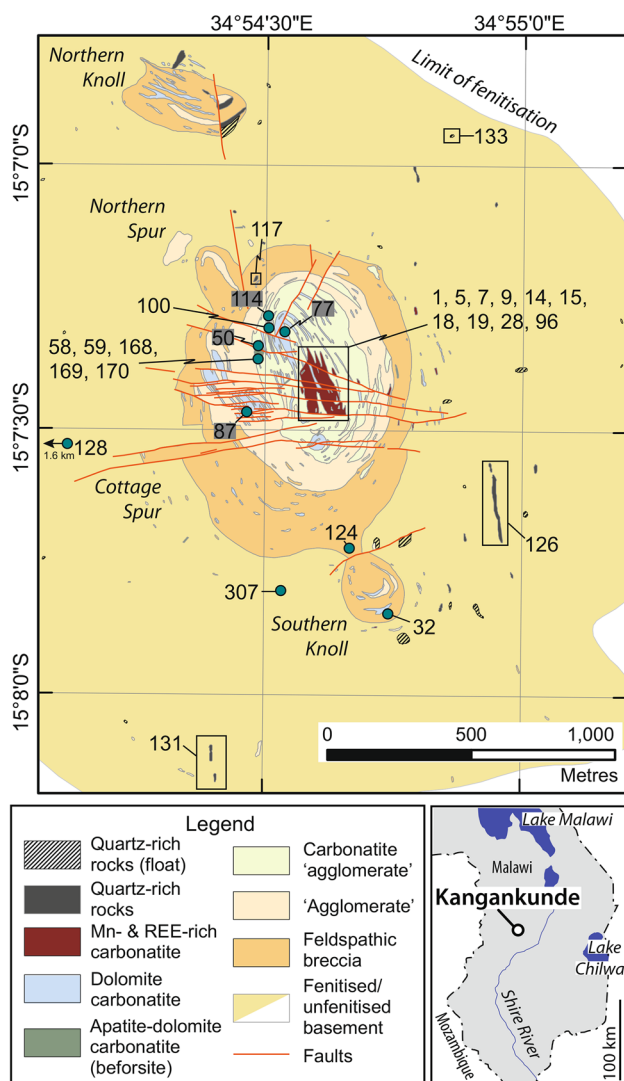 34°54'30"E
34°55'0"E
Northern
Knoll
Limit of fenitisation
133
15°7'0"S
Northern
Spur
117
114
100
77
1, 5, 7, 9, 14, 15,
18, 19, 28, 96
50
58, 59, 168,
169, 170
15°7'30"S
87
128
1.6 km
Cottage
Spur
124
126
307
Southern
Knoll
32
15°8'0"S
131
0 500 1,000
Metres
Legend
Quartz-rich
rocks (float)
Quartz-rich
rocks
Mn- & REE-rich
carbonatite
Dolomite
carbonatite
Apatite-dolomite
carbonatite
(beforsite)
Carbonatite
‘agglomerate’
‘Agglomerate’
Feldspathic
breccia
Fenitised/
unfenitised
basement
Faults
Lake Malawi
Malawi
Kangankunde
Lake
Chilwa
Shire River
Mozambique
100 km